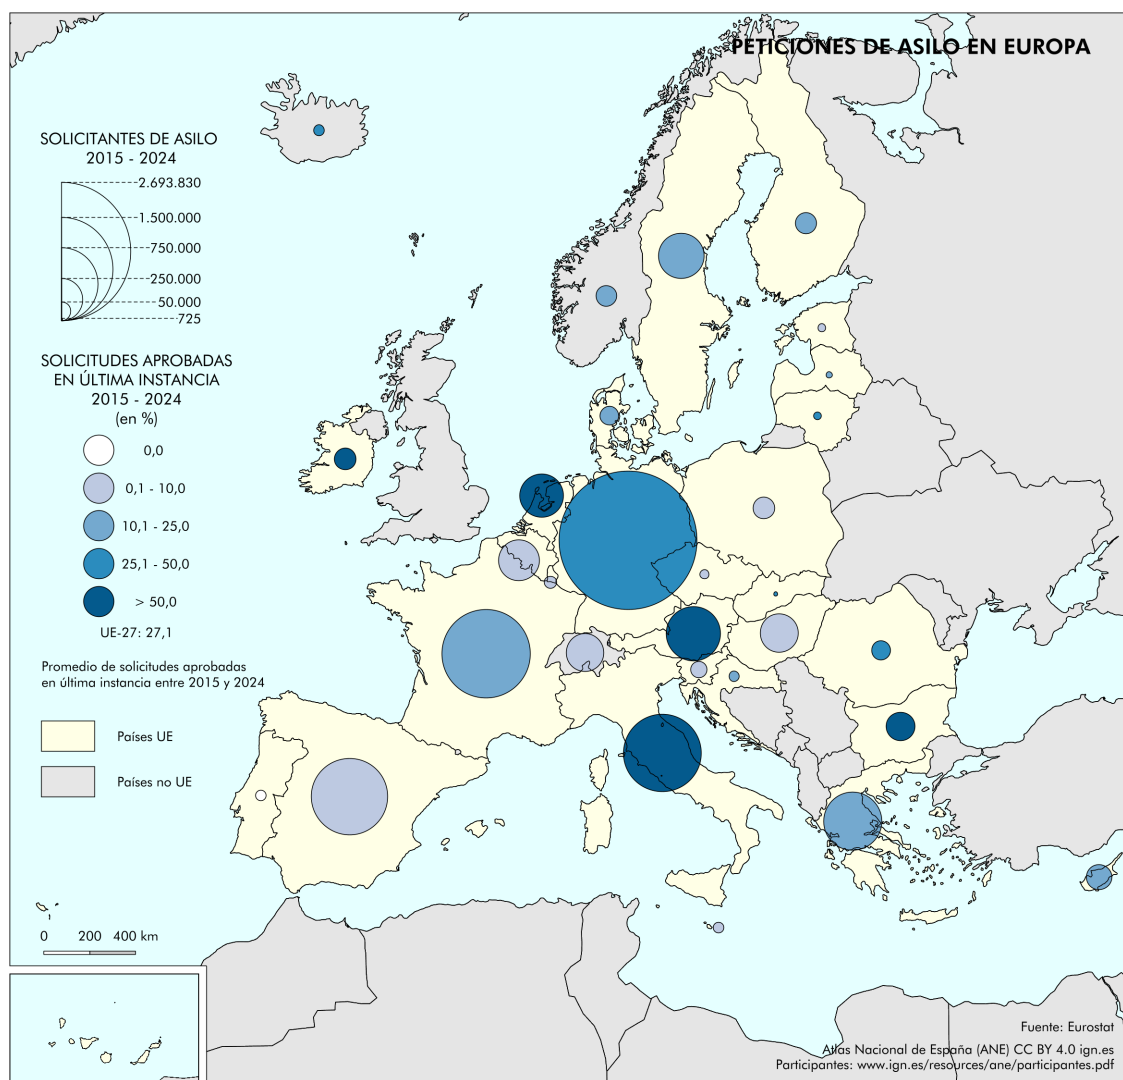 PETICIONES DE ASILO EN EUROPA
SOLICITANTES DE ASILO
2015 - 2024
2.693.830
1.500.000
750.000
250.000
50.000
725
SOLICITUDES APROBADAS
EN ÚLTIMA INSTANCIA
2015 - 2024
(en %)
0,0
0,1 - 10,0
10,1 - 25,0
25,1 - 50,0
> 50,0
UE-27: 27,1
Promedio de solicitudes aprobadas
en última instancia entre 2015 y 2024
Países UE
Países no UE
0 200 400 km
Fuente: Eurostat
Atlas Nacional de España (ANE) CC BY 4.0 ign.es
Participantes: www.ign.es/resources/ane/participantes.pdf